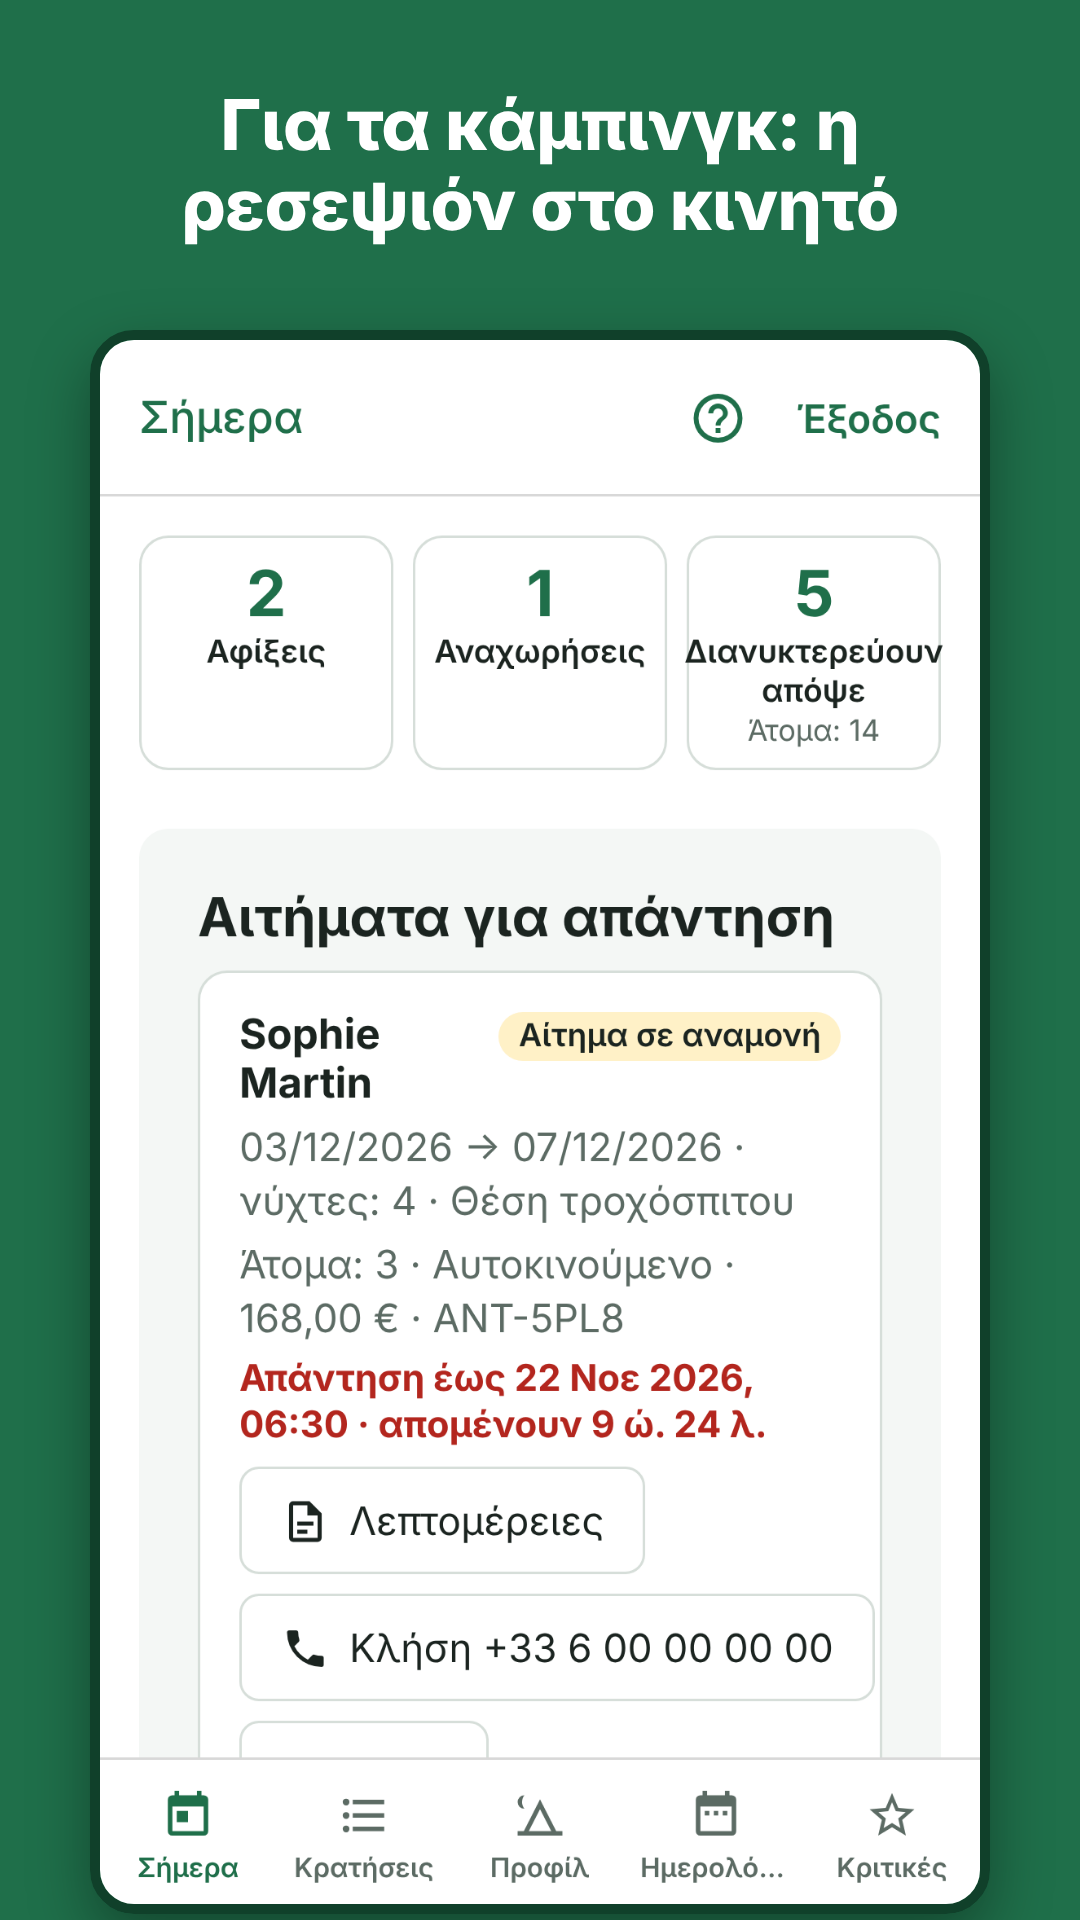 Για τα κάμπινγκ: η
ρεσεψιόν στο κινητό
Σήμερα
Έξοδος
2
Αφίξεις
1
Αναχωρήσεις
5
Διανυκτερεύουν
απόψε
Άτομα: 14
Αιτήματα για απάντηση
Sophie
Martin
Αίτημα σε αναμονή
03/12/2026 → 07/12/2026 ·
νύχτες: 4 · Θέση τροχόσπιτου
Άτομα: 3 · Αυτοκινούμενο ·
168,00 € · ANT-5PL8
Απάντηση έως 22 Νοε 2026,
06:30 · απομένουν 9 ώ. 24 λ.
Λεπτομέρειες
Κλήση +33 6 00 00 00 00
Σήμερα
Κρατήσεις
Προφίλ
Ημερολό...
Κριτικές